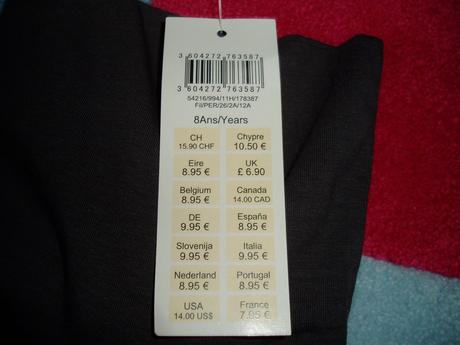 3 604272 763587
3 604272 763587
54216/994/11H/178387
Fil/PER/26/2A/12A
8Ans/Years
CH
15.90 CHF
Chypre
10.50 €
Eire
8.95 €
UK
£ 6.90
Belgium
8.95 €
Canada
14.00 CAD
DE
9.95 €
España
8.95 €
Slovenija
9.95 €
Italia
9.95 €
Nederland
8.95 €
Portugal
8.95 €
USA
14.00 US$
France
7.95 €